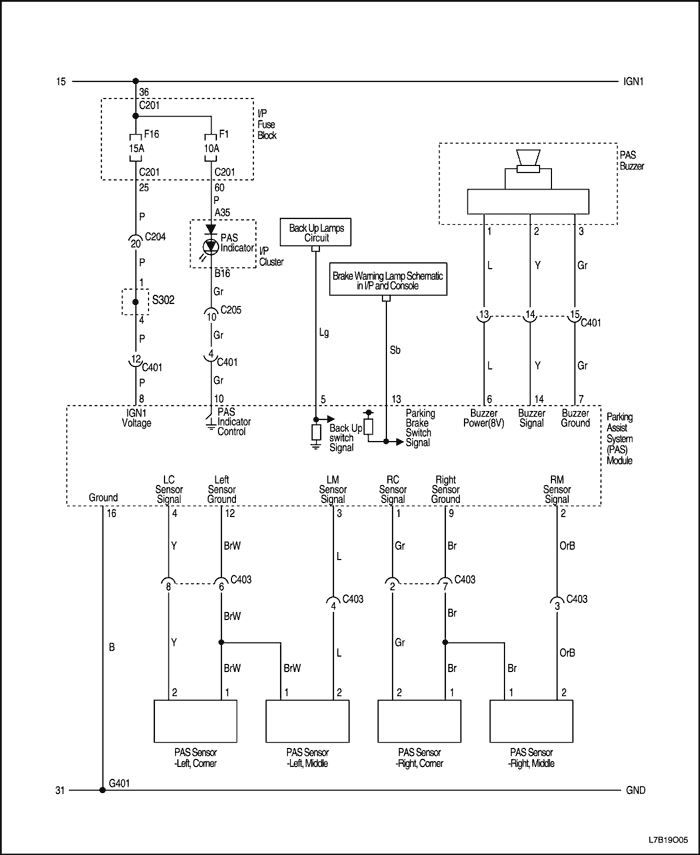 15 IGN1
36
C201
I/P
Fuse
Block
F16 F1
15A 10A
C201 C201
25 60
PAS
Buzzer
P P
A35
C204
20
PAS
Indicator
I/P
Cluster
B16
Back Up Lamps
Circuit
1 2 3
P Gr
L Y Gr
Brake Warning Lamp Schematic
in I/P and Console
1
S302
4
C205
10
13 14 15
C401
P Gr Lg Sb
12
C401
4
C401
L Y Gr
P Gr
8 10 5 13 6 14 7
IGN1
Voltage
PAS
Indicator
Control
Back Up
switch
Signal
Parking
Brake
Switch
Signal
Buzzer
Power(8V)
Buzzer
Signal
Buzzer
Ground
Parking
Assist
System
(PAS)
Module
Ground
LC
Sensor
Signal
Left
Sensor
Ground
LM
Sensor
Signal
RC
Sensor
Signal
Right
Sensor
Ground
RM
Sensor
Signal
16 4 12 3 1 9 2
Y BrW L Gr Br OrB
8 6 C403
4 C403
2 7 C403
3 C403
BrW Br
B Y L Gr OrB
BrW BrW Br Br
2 1 1 2 2 1 1 2
PAS Sensor
-Left, Corner
PAS Sensor
-Left, Middle
PAS Sensor
-Right, Corner
PAS Sensor
-Right, Middle
G401
31 GND
L7B19O05